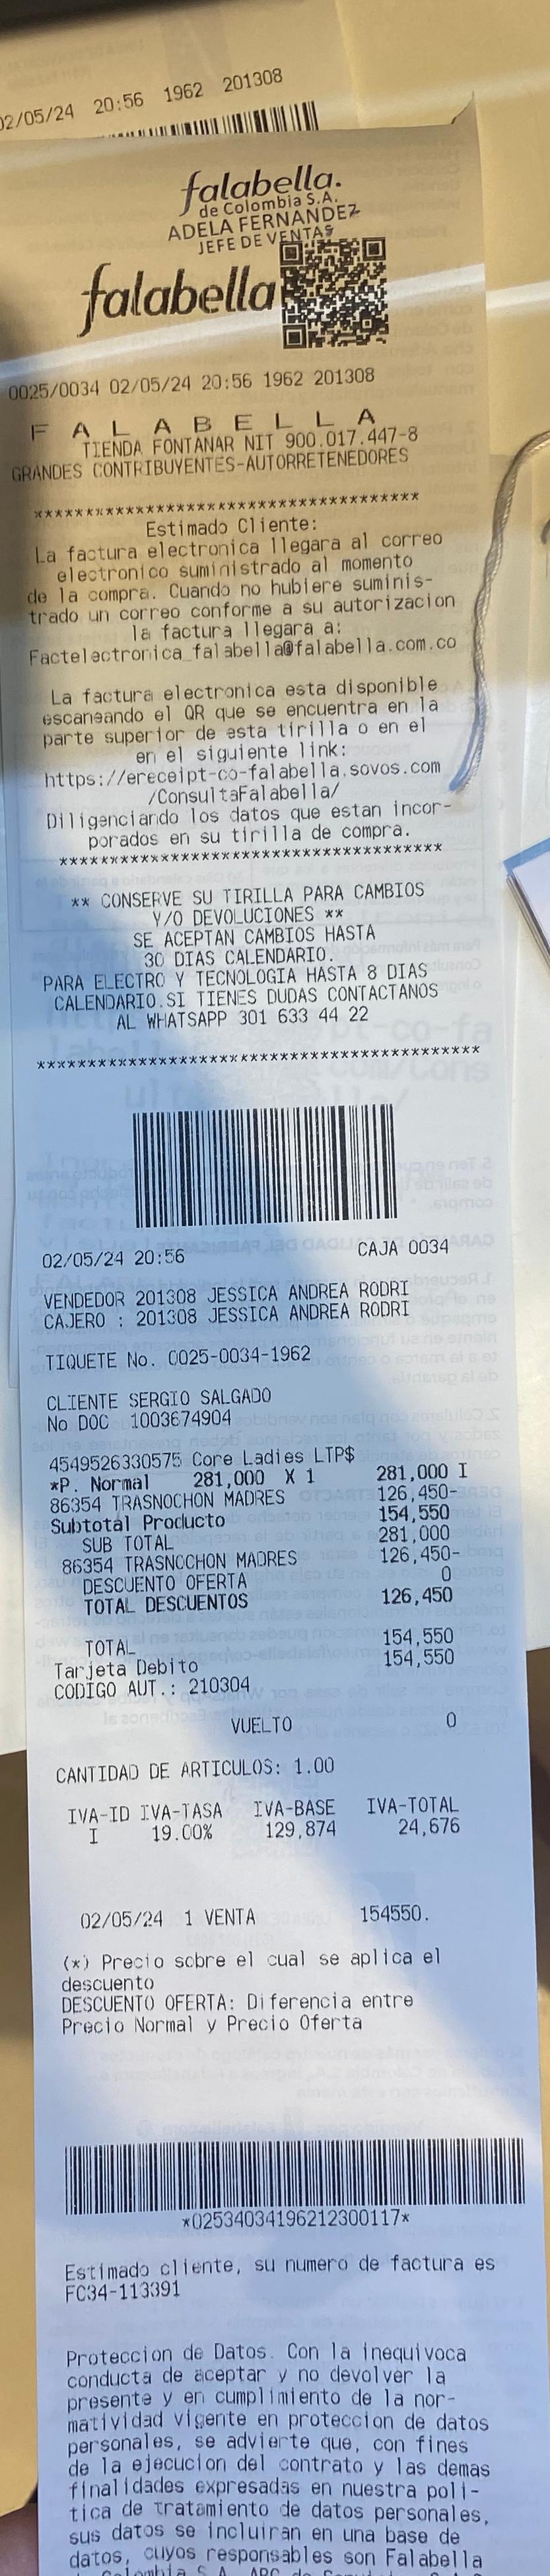 02/05/24 20:56 1962 201308
falabella.
de Colombia S.A.
ADELA FERNANDEZ
JEFE DE VENTAS
falabella
0025/0034 02/05/24 20:56 1962 201308
F A L A B E L L A
TIENDA FONTANAR NIT 900.017.447-8
GRANDES CONTRIBUYENTES-AUTORRETENEDORES
**************************************
Estimado Cliente:
La factura electronica llegara al correo
electronico suministrado al momento
de la compra. Cuando no hubiere suminis-
trado un correo conforme a su autorizacion
la factura llegara a:
Factelectronica_falabella@falabella.com.co
La factura electronica esta disponible
escaneando el QR que se encuentra en la
parte superior de esta tirilla o en el
en el siguiente link:
https://ereceipt-co-falabella.sovos.com
/ConsultaFalabella/
Diligenciando los datos que estan incor-
porados en su tirilla de compra.
**************************************
** CONSERVE SU TIRILLA PARA CAMBIOS
Y/O DEVOLUCIONES **
SE ACEPTAN CAMBIOS HASTA
30 DIAS CALENDARIO.
PARA ELECTRO Y TECNOLOGIA HASTA 8 DIAS
CALENDARIO.SI TIENES DUDAS CONTACTANOS
AL WHATSAPP 301 633 44 22
********************************************
02/05/24 20:56 CAJA 0034
VENDEDOR 201308 JESSICA ANDREA RODRI
CAJERO : 201308 JESSICA ANDREA RODRI
TIQUETE No. 0025-0034-1962
CLIENTE SERGIO SALGADO
No DOC 1003674904
4549526330575 Core Ladies LTP$
*P. Normal 281,000 X 1 281,000 I
86354 TRASNOCHON MADRES 126,450-
Subtotal Producto 154,550
SUB TOTAL 281,000
86354 TRASNOCHON MADRES 126,450-
DESCUENTO OFERTA 0
TOTAL DESCUENTOS 126,450
TOTAL 154,550
Tarjeta Debito 154,550
CODIGO AUT.: 210304
VUELTO 0
CANTIDAD DE ARTICULOS: 1.00
IVA-ID IVA-TASA IVA-BASE IVA-TOTAL
I 19.00% 129,874 24,676
02/05/24 1 VENTA 154550.
(*) Precio sobre el cual se aplica el
descuento
DESCUENTO OFERTA: Diferencia entre
Precio Normal y Precio Oferta
*02534034196212300117*
Estimado cliente, su numero de factura es
FC34-113391
Proteccion de Datos. Con la inequivoca
conducta de aceptar y no devolver la
presente y en cumplimiento de la nor-
matividad vigente en proteccion de datos
personales, se advierte que, con fines
de la ejecucion del contrato y las demas
finalidades expresadas en nuestra poli-
tica de tratamiento de datos personales,
sus datos se incluiran en una base de
datos, cuyos responsables son Falabella